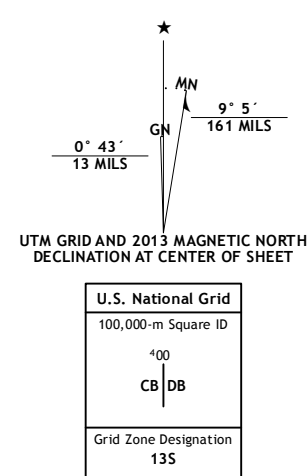 ★
MN
GN
9° 5´
161 MILS
0° 43´
13 MILS
UTM GRID AND 2013 MAGNETIC NORTH
DECLINATION AT CENTER OF SHEET
U.S. National Grid
100,000-m Square ID
⁴00
CB DB
Grid Zone Designation
13S